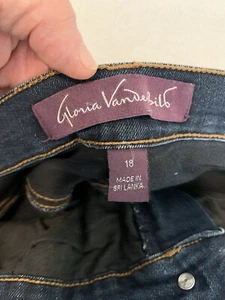 Gloria Vanderbilt
18
MADE IN
SRI LANKA